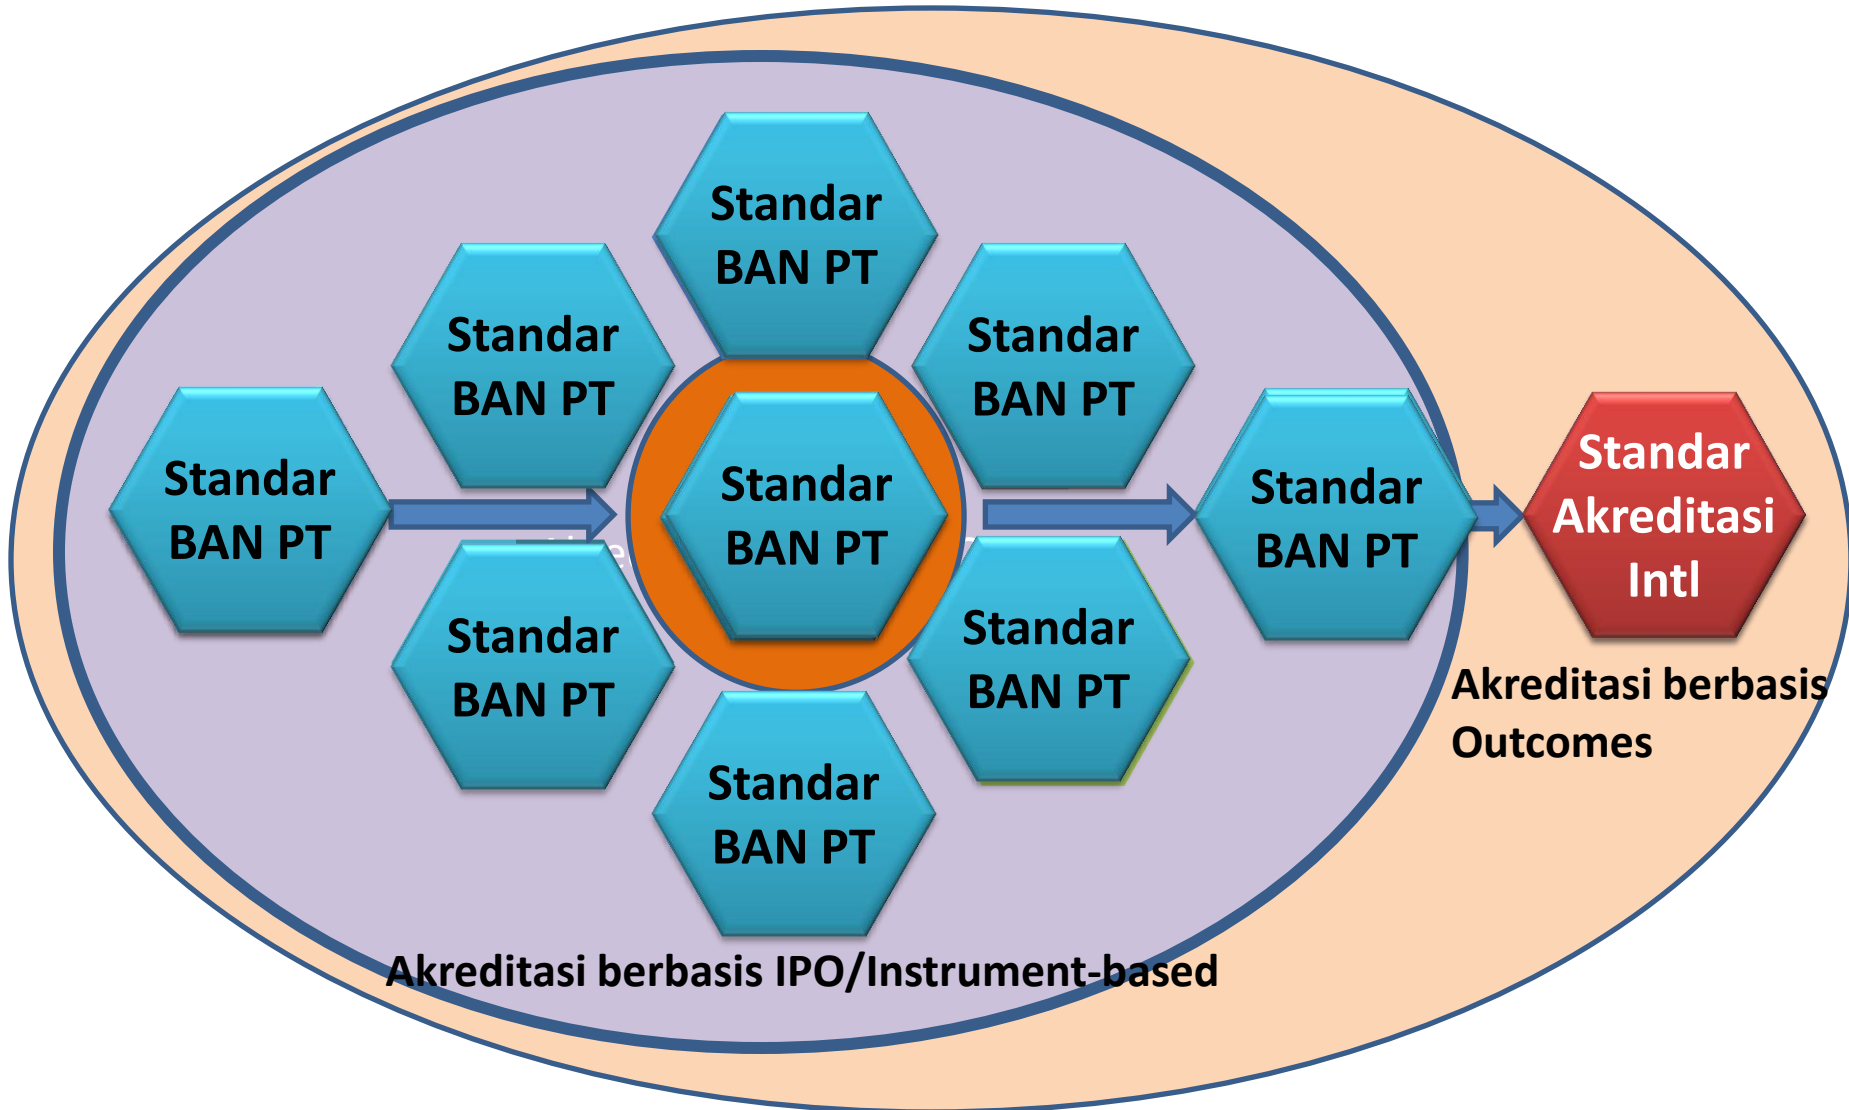 Standar
BAN PT
Standar
BAN PT
Standar
BAN PT
Standar
BAN PT
Standar
BAN PT
Standar
BAN PT
Standar
Akreditasi
Intl
Standar
BAN PT
Standar
BAN PT
Standar
BAN PT
Akreditasi berbasis
Outcomes
Akreditasi berbasis IPO/Instrument-based